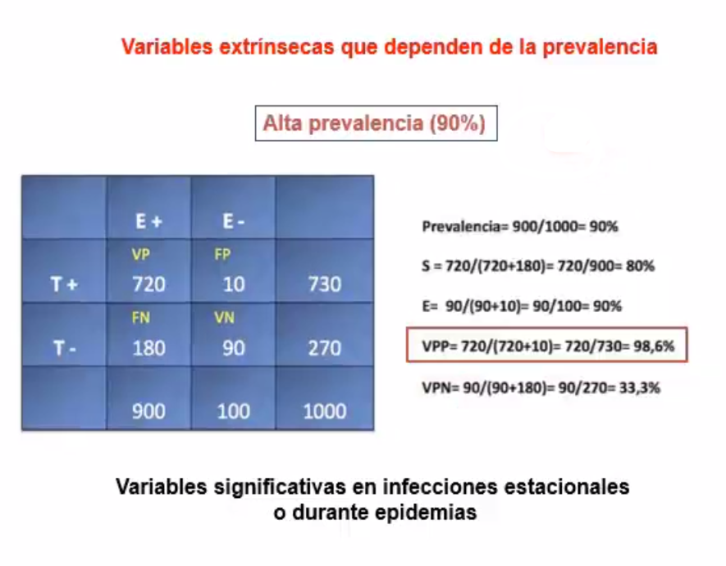 Variables extrínsecas que dependen de la prevalencia
Alta prevalencia (90%)
E + E -
VP FP
T + 720 10 730
FN VN
T - 180 90 270
900 100 1000
Prevalencia= 900/1000= 90%
S = 720/(720+180)= 720/900= 80%
E= 90/(90+10)= 90/100= 90%
VPP= 720/(720+10)= 720/730= 98,6%
VPN= 90/(90+180)= 90/270= 33,3%
Variables significativas en infecciones estacionales
o durante epidemias